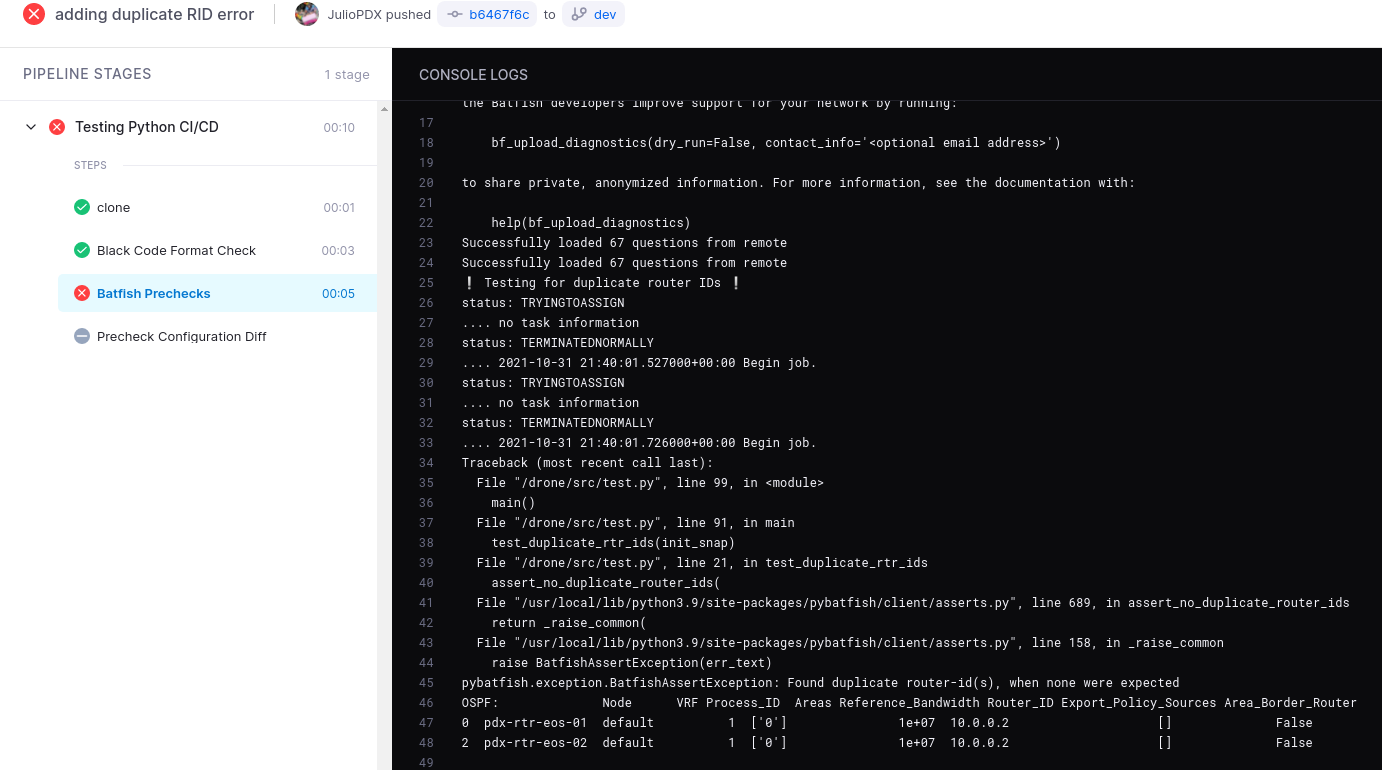 adding duplicate RID error JulioPDX pushed b6467f6c to dev
PIPELINE STAGES 1 stage
Testing Python CI/CD 00:10
STEPS
clone 00:01
Black Code Format Check 00:03
Batfish Prechecks 00:05
Precheck Configuration Diff
CONSOLE LOGS
the Batfish developers improve support for your network by running:
17
18 bf_upload_diagnostics(dry_run=False, contact_info='<optional email address>')
19
20 to share private, anonymized information. For more information, see the documentation with:
21
22 help(bf_upload_diagnostics)
23 Successfully loaded 67 questions from remote
24 Successfully loaded 67 questions from remote
25 ❗ Testing for duplicate router IDs ❗
26 status: TRYINGTOASSIGN
27 .... no task information
28 status: TERMINATEDNORMALLY
29 .... 2021-10-31 21:40:01.527000+00:00 Begin job.
30 status: TRYINGTOASSIGN
31 .... no task information
32 status: TERMINATEDNORMALLY
33 .... 2021-10-31 21:40:01.726000+00:00 Begin job.
34 Traceback (most recent call last):
35 File "/drone/src/test.py", line 99, in <module>
36 main()
37 File "/drone/src/test.py", line 91, in main
38 test_duplicate_rtr_ids(init_snap)
39 File "/drone/src/test.py", line 21, in test_duplicate_rtr_ids
40 assert_no_duplicate_router_ids(
41 File "/usr/local/lib/python3.9/site-packages/pybatfish/client/asserts.py", line 689, in assert_no_duplicate_router_ids
42 return _raise_common(
43 File "/usr/local/lib/python3.9/site-packages/pybatfish/client/asserts.py", line 158, in _raise_common
44 raise BatfishAssertException(err_text)
45 pybatfish.exception.BatfishAssertException: Found duplicate router-id(s), when none were expected
46 OSPF: Node VRF Process_ID Areas Reference_Bandwidth Router_ID Export_Policy_Sources Area_Border_Router
47 0 pdx-rtr-eos-01 default 1 ['0'] 1e+07 10.0.0.2 [] False
48 2 pdx-rtr-eos-02 default 1 ['0'] 1e+07 10.0.0.2 [] False
49